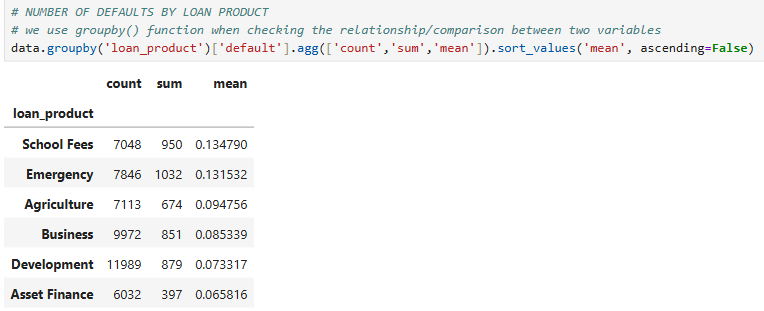 # NUMBER OF DEFAULTS BY LOAN PRODUCT
# we use groupby() function when checking the relationship/comparison between two variables
data.groupby('loan_product')['default'].agg(['count','sum','mean']).sort_values('mean', ascending=False)
count sum mean
loan_product
School Fees 7048 950 0.134790
Emergency 7846 1032 0.131532
Agriculture 7113 674 0.094756
Business 9972 851 0.085339
Development 11989 879 0.073317
Asset Finance 6032 397 0.065816